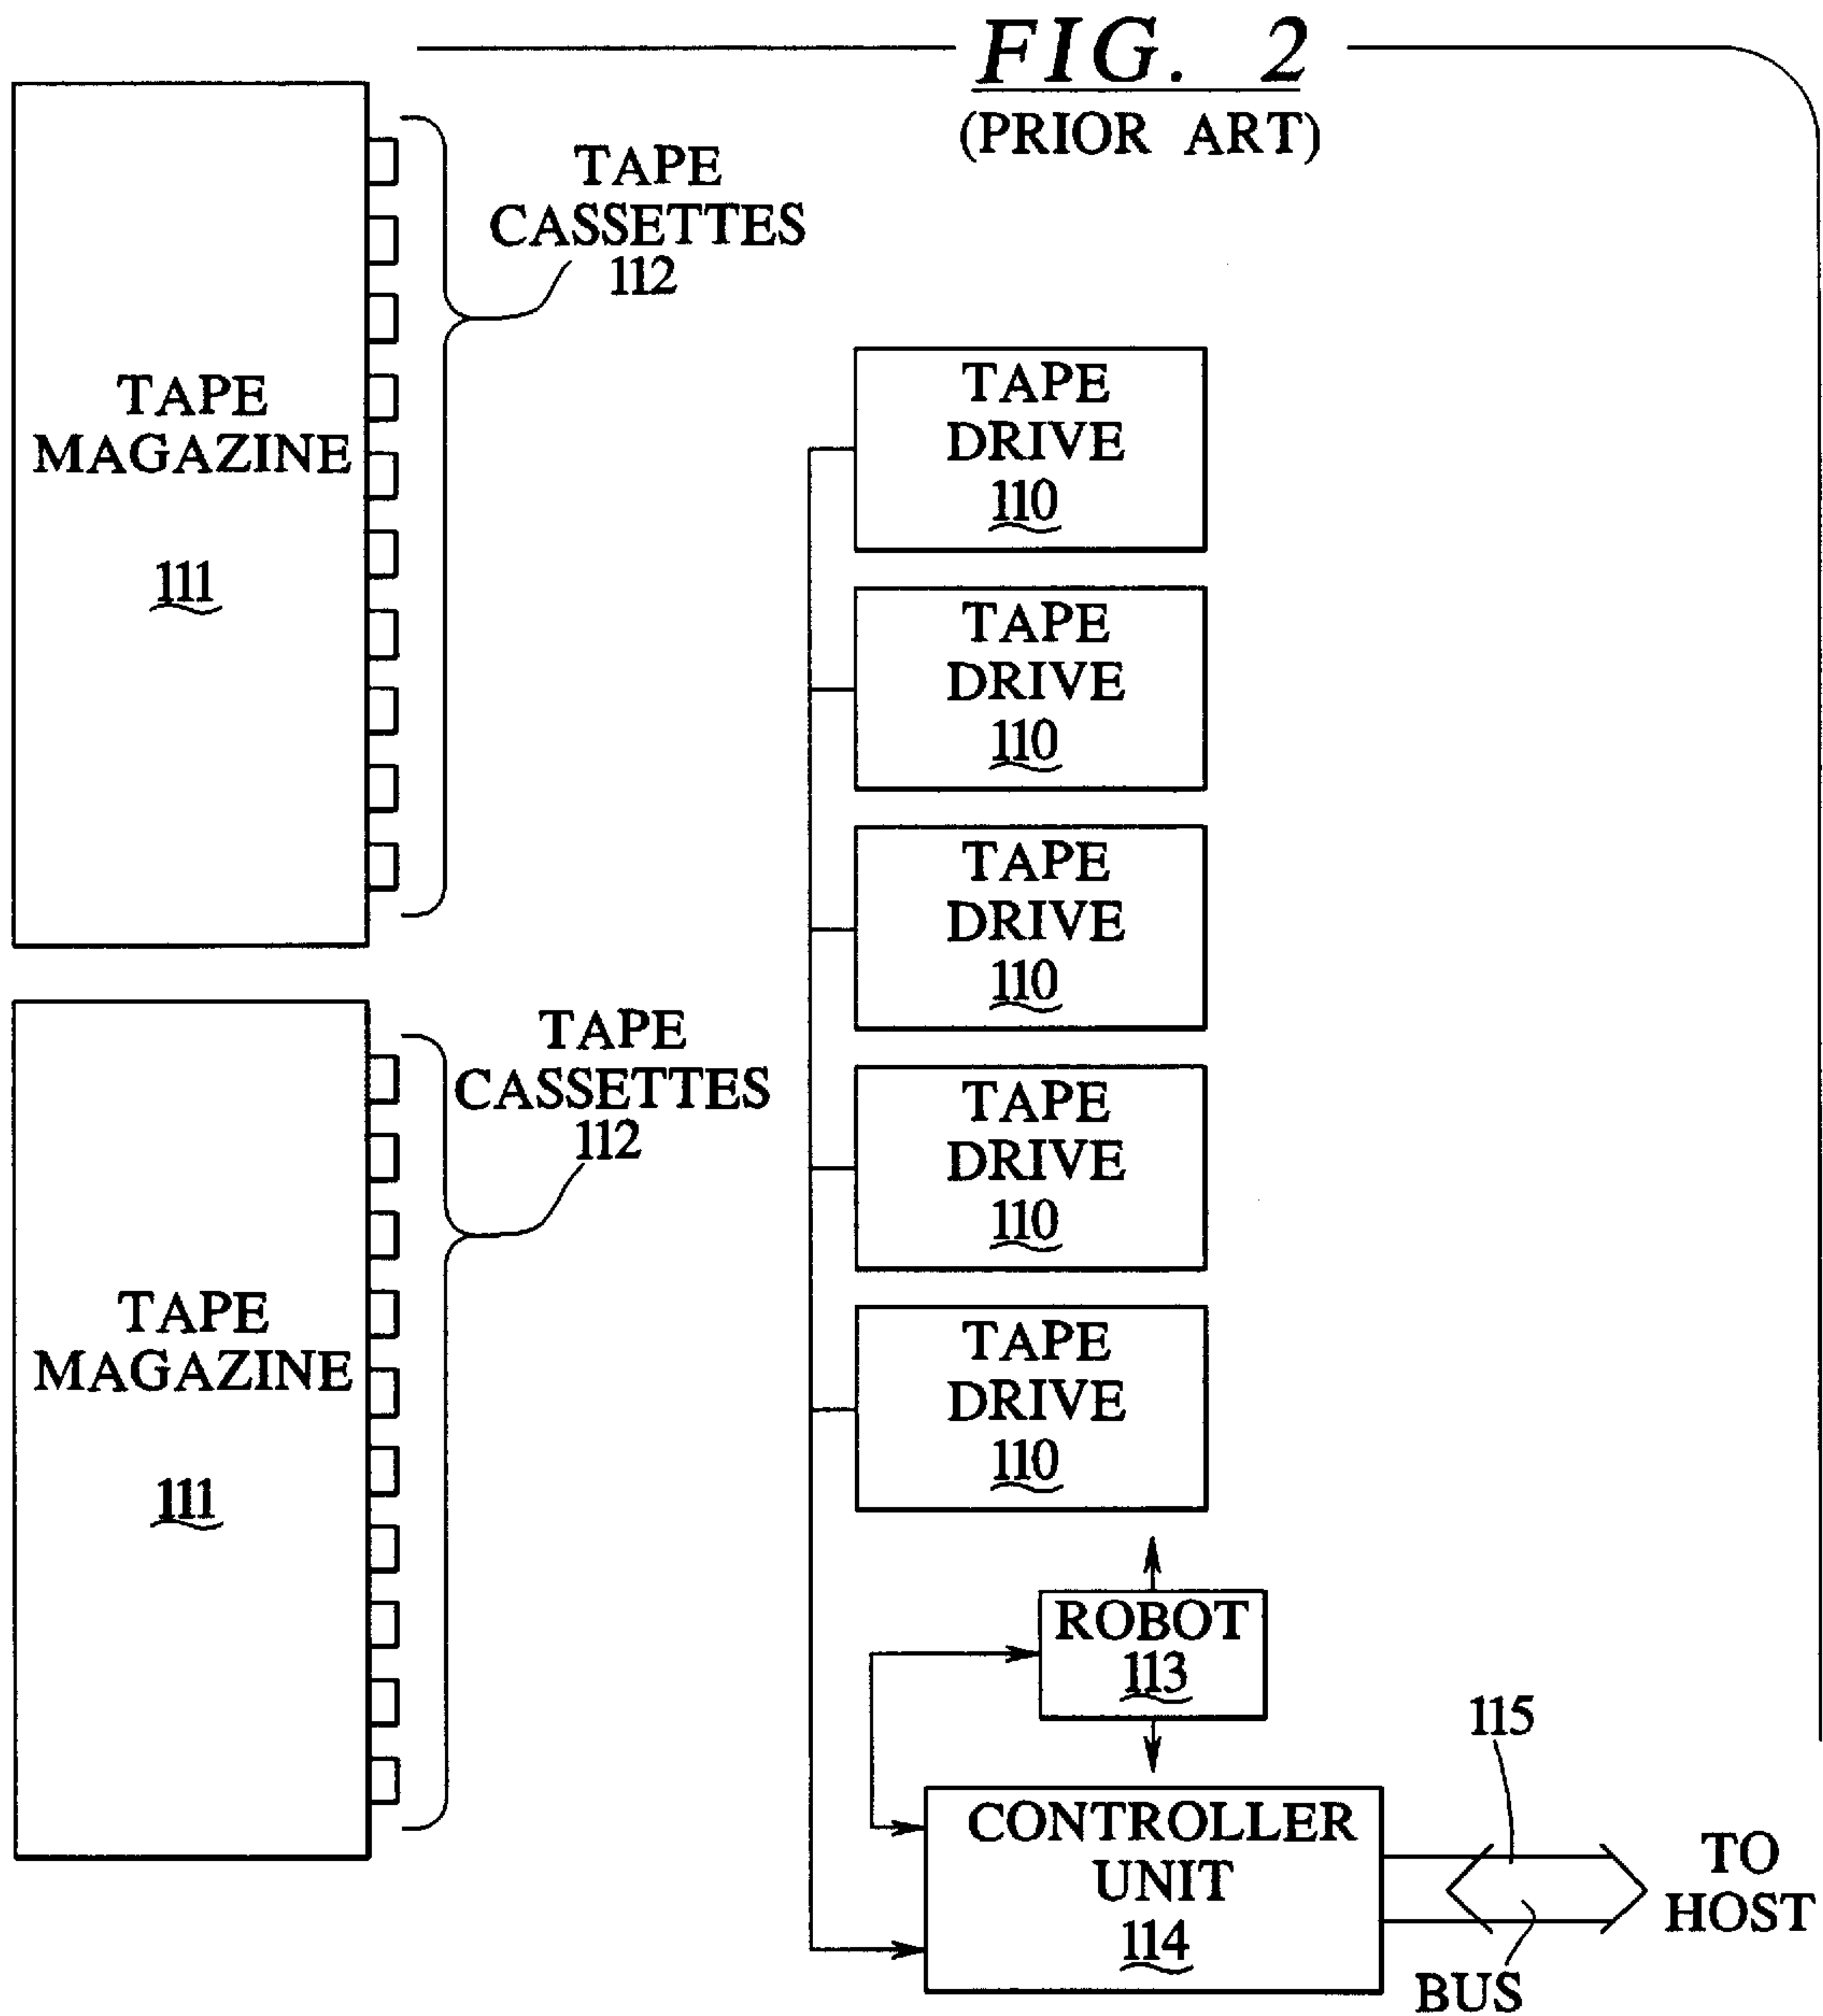 FIG. 2
(PRIOR ART)
TAPE
CASSETTES
112
TAPE
MAGAZINE
111
TAPE
CASSETTES
112
TAPE
MAGAZINE
111
TAPE
DRIVE
110
TAPE
DRIVE
110
TAPE
DRIVE
110
TAPE
DRIVE
110
TAPE
DRIVE
110
ROBOT
113
CONTROLLER
UNIT
114
115
BUS
TO
HOST